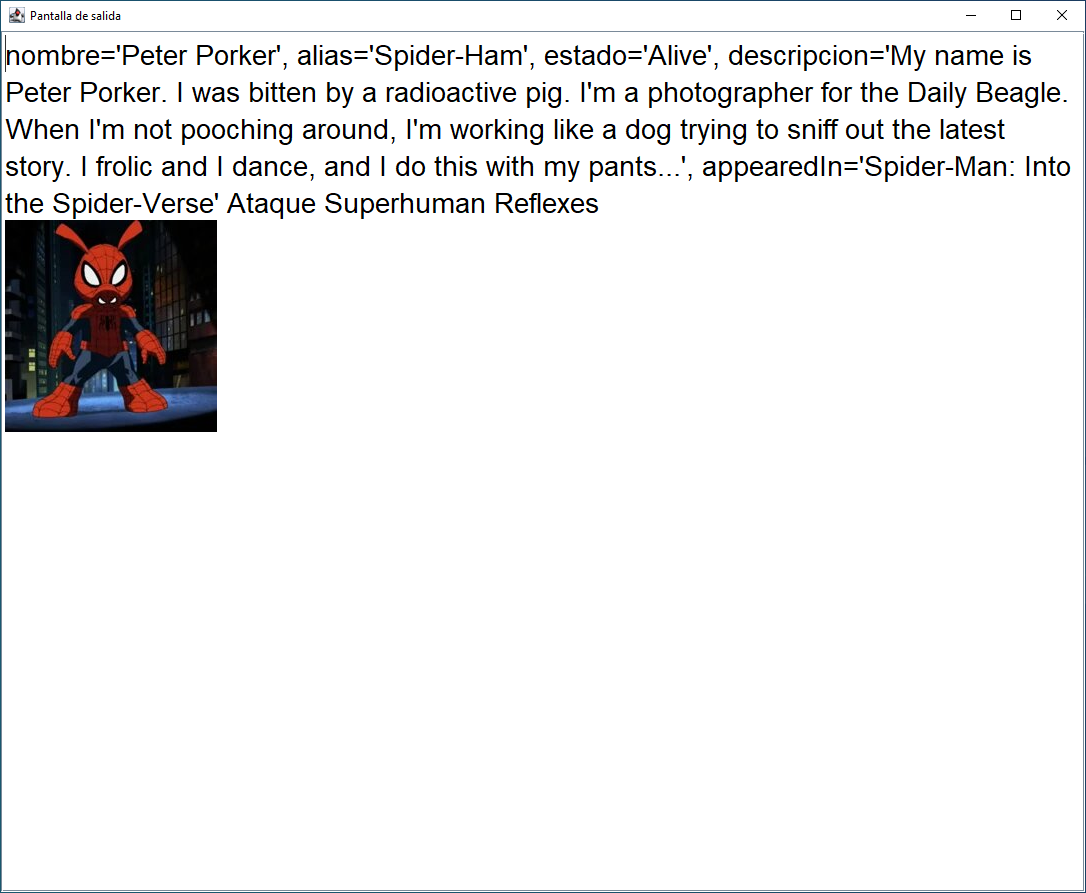 Pantalla de salida
nombre='Peter Porker', alias='Spider-Ham', estado='Alive', descripcion='My name is
Peter Porker. I was bitten by a radioactive pig. I'm a photographer for the Daily Beagle.
When I'm not pooching around, I'm working like a dog trying to sniff out the latest
story. I frolic and I dance, and I do this with my pants...', appearedIn='Spider-Man: Into
the Spider-Verse' Ataque Superhuman Reflexes